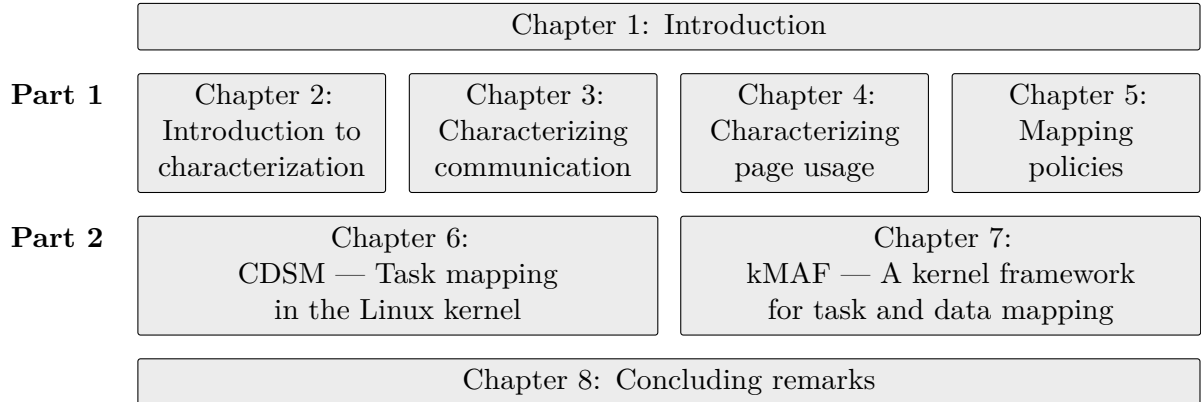 Chapter 1: Introduction
Part 1
Chapter 2:
Introduction to
characterization
Chapter 3:
Characterizing
communication
Chapter 4:
Characterizing
page usage
Chapter 5:
Mapping
policies
Part 2
Chapter 6:
CDSM — Task mapping
in the Linux kernel
Chapter 7:
kMAF — A kernel framework
for task and data mapping
Chapter 8: Concluding remarks